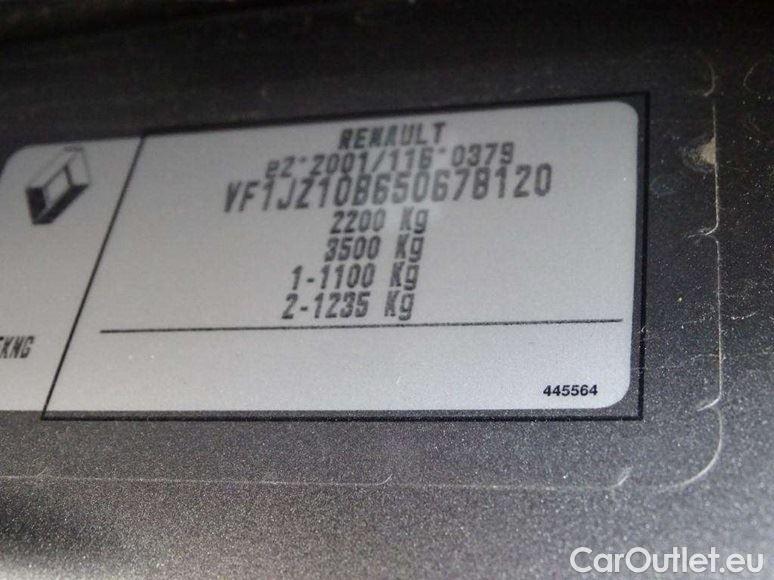 RENAULT
e2*2001/116*0379
VF1JZ10B650678120
2200 Kg
3500 Kg
1-1100 Kg
2-1235 Kg
KNG
445564
CarOutlet.eu